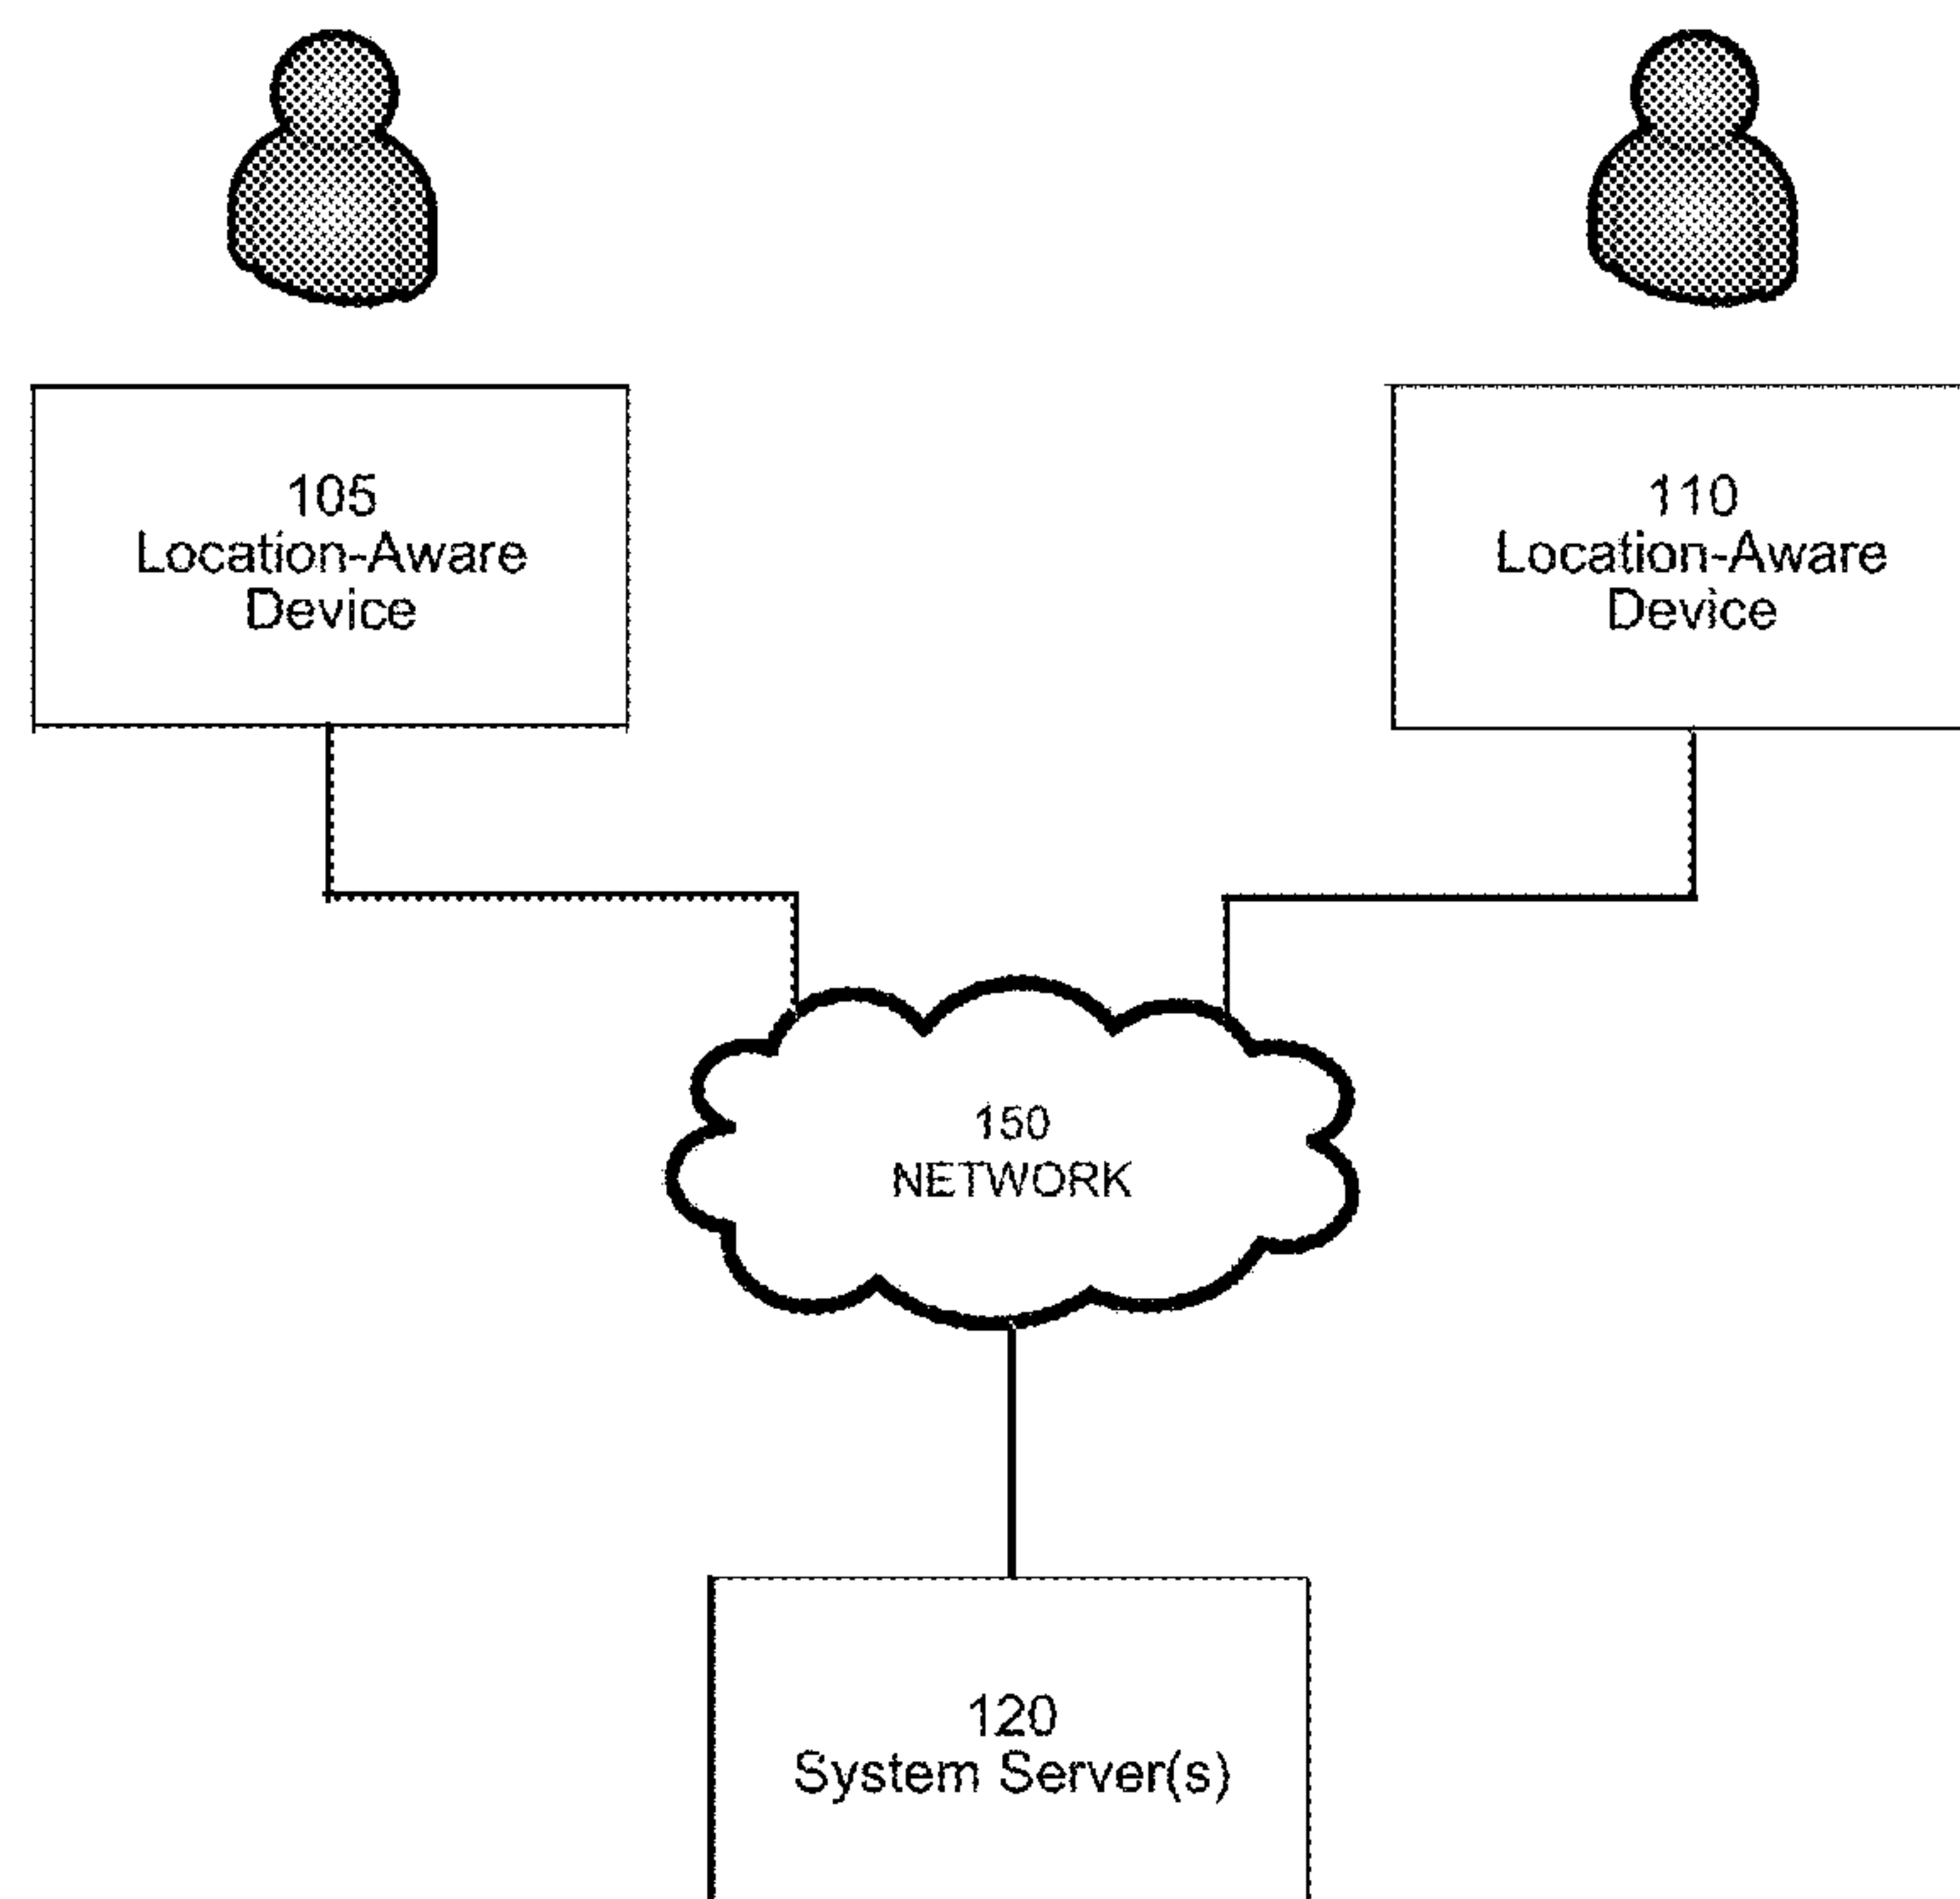 105
Location-Aware
Device
110
Location-Aware
Device
150
NETWORK
120
System Server(s)